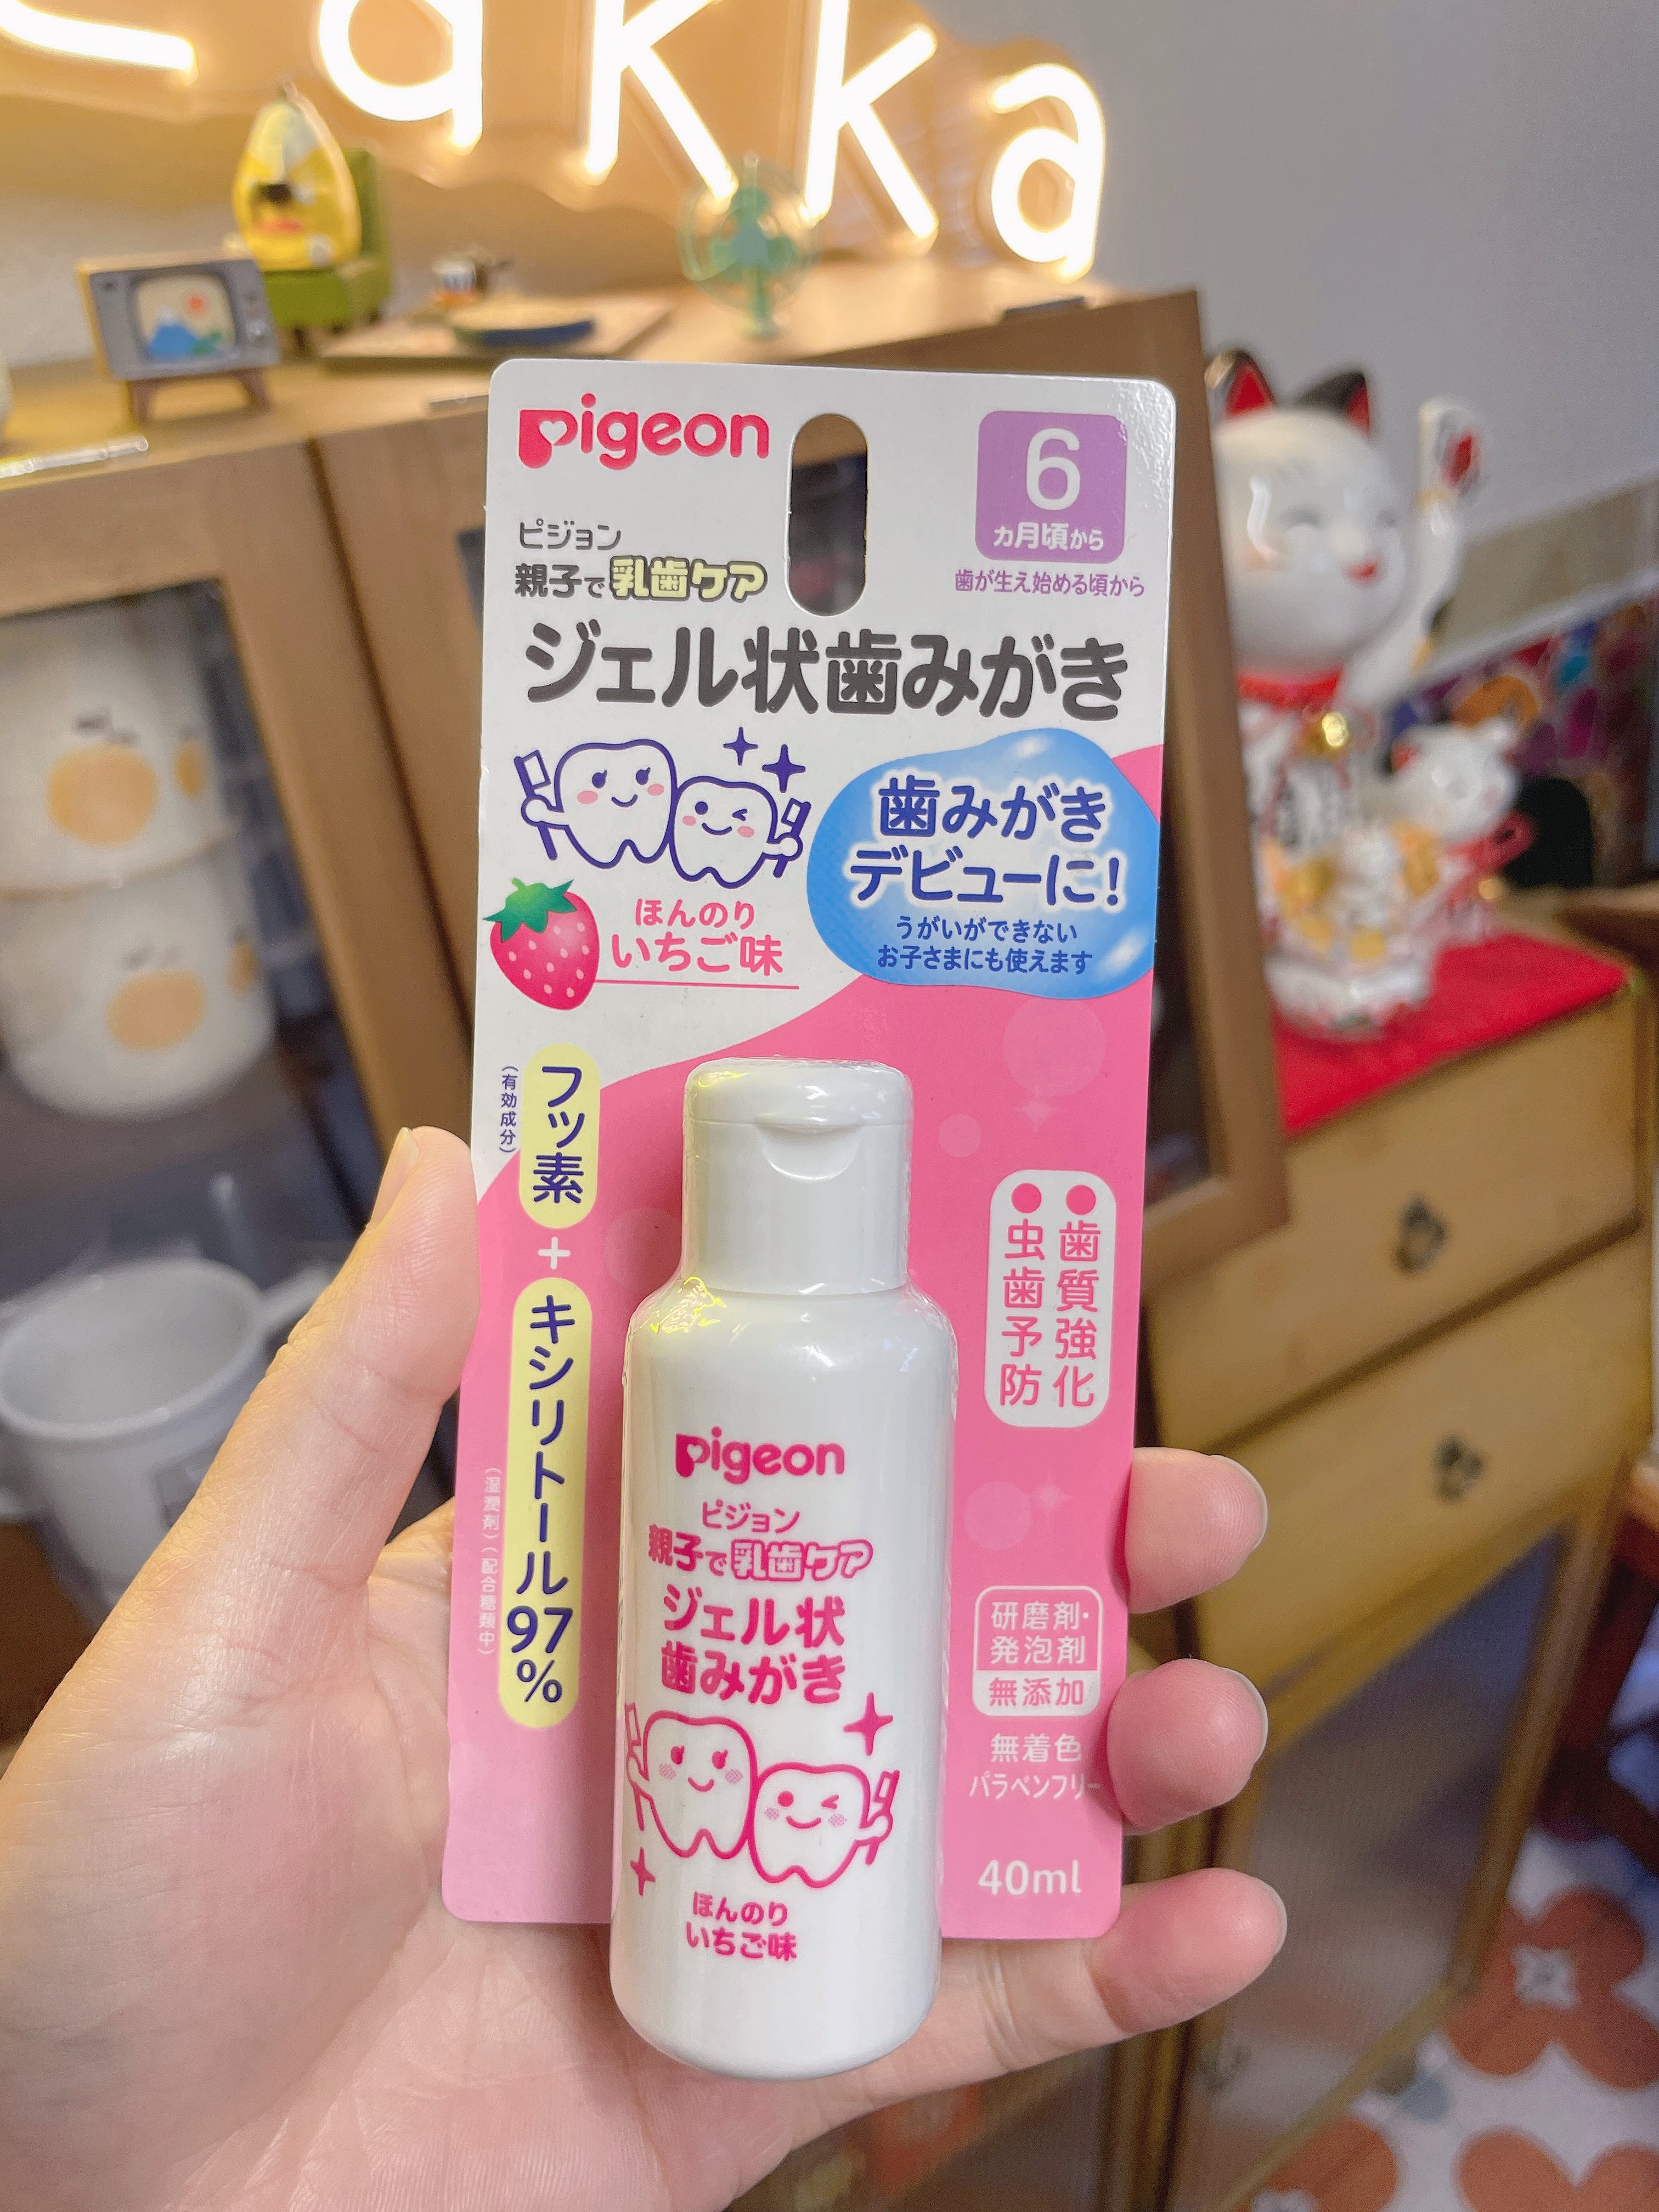 akka
pigeon
6
カ月頃から
歯が生え始める頃から
ピジョン
親子で乳歯ケア
ジェル状歯みがき
歯みがき
デビューに!
うがいができない
お子さまにも使えます
ほんのり
いちご味
フッ素
(有効成分)
+
キシリトール97%
(湿潤剤)(配合糖類中)
●歯質強化
●虫歯予防
研磨剤・
発泡剤
無添加
無着色
パラベンフリー
40ml
pigeon
ピジョン
親子で乳歯ケア
ジェル状
歯みがき
ほんのり
いちご味